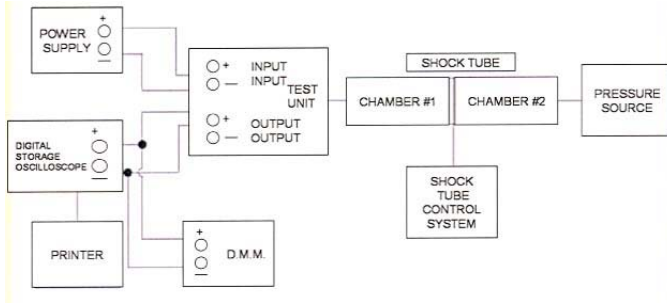 POWER
SUPPLY
+
—
+
—
INPUT
INPUT
TEST
UNIT
+
—
OUTPUT
OUTPUT
SHOCK TUBE
CHAMBER #1
CHAMBER #2
PRESSURE
SOURCE
DIGITAL
STORAGE
OSCILLOSCOPE
+
—
SHOCK
TUBE
CONTROL
SYSTEM
PRINTER
+
—
D.M.M.